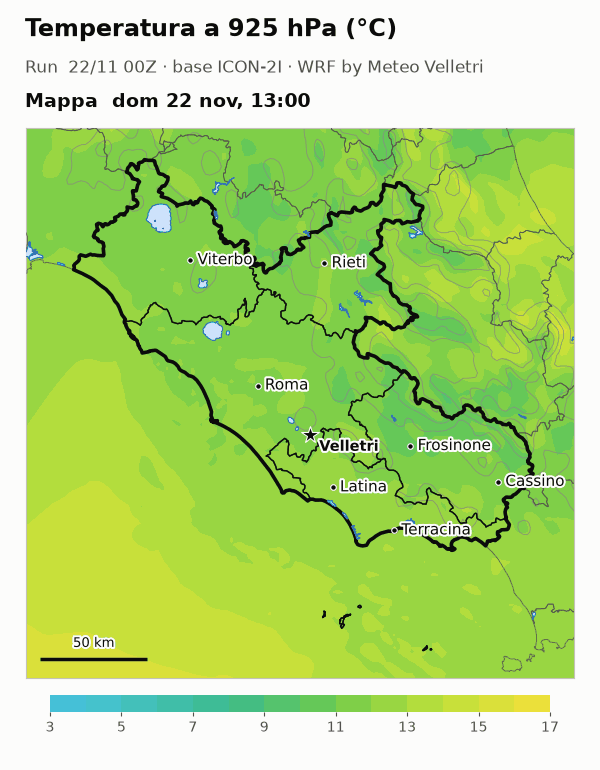 Temperatura a 925 hPa (°C)
Run  22/11 00Z · base ICON-2I · WRF by Meteo Velletri
Mappa  dom 22 nov, 13:00
Viterbo
Rieti
Roma
Velletri
Frosinone
Cassino
Latina
Terracina
50 km
3 5 7 9 11 13 15 17